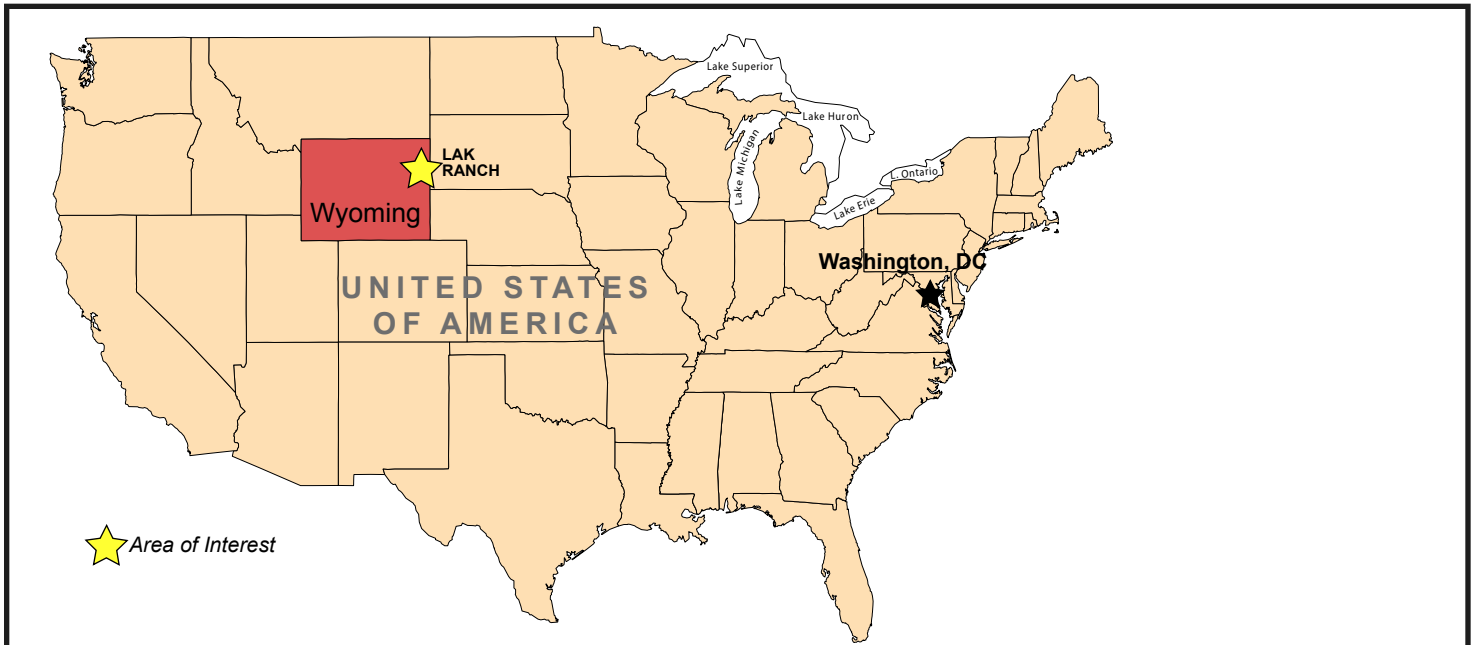 Lake Superior
Lake Huron
Lake Michigan
L. Ontario
Lake Erie
LAK
RANCH
Wyoming
Washington, DC
UNITED STATES
OF AMERICA
Area of Interest